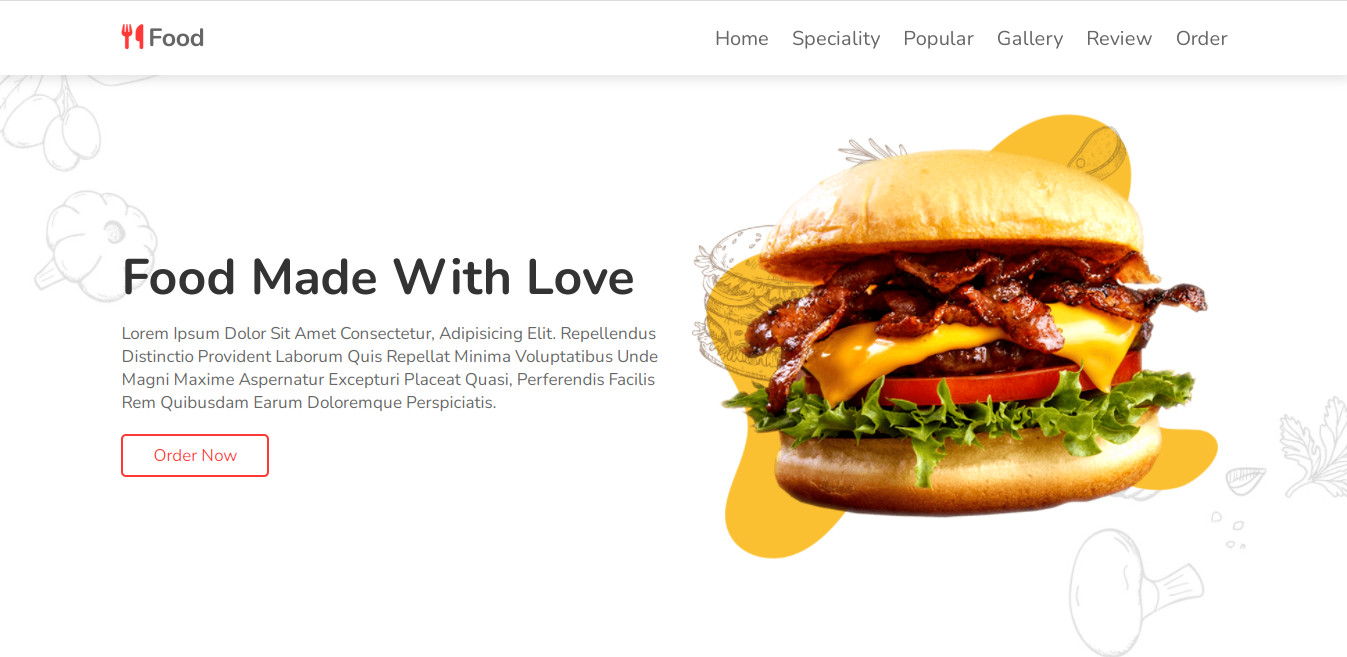 Food
Home Speciality Popular Gallery Review Order
Food Made With Love
Lorem Ipsum Dolor Sit Amet Consectetur, Adipisicing Elit. Repellendus
Distinctio Provident Laborum Quis Repellat Minima Voluptatibus Unde
Magni Maxime Aspernatur Excepturi Placeat Quasi, Perferendis Facilis
Rem Quibusdam Earum Doloremque Perspiciatis.
Order Now